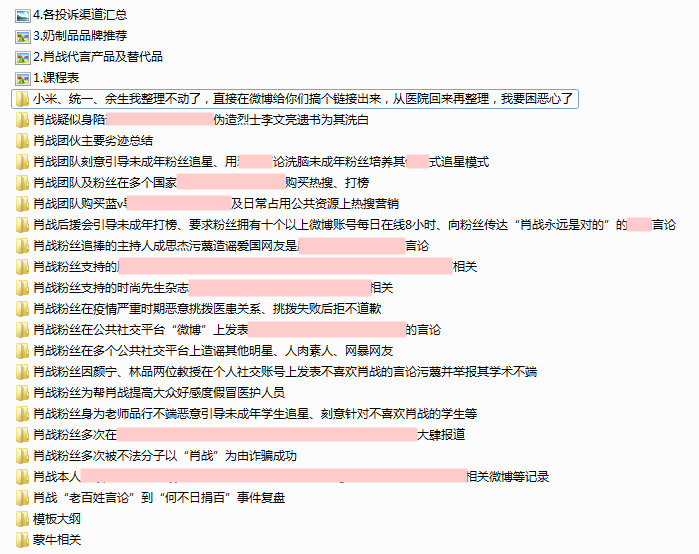 4.各投诉渠道汇总
3.奶制品品牌推荐
2.肖战代言产品及替代品
1.课程表
小米、统一、余生我整理不动了，直接在微博给你们搞个链接出来，从医院回来再整理，我要困恶心了
肖战疑似身陷 伪造烈士李文亮遗书为其洗白
肖战团伙主要劣迹总结
肖战团队刻意引导未成年粉丝追星、用 论洗脑未成年粉丝培养其 式追星模式
肖战团队及粉丝在多个国家 购买热搜、打榜
肖战团队购买蓝v 及日常占用公共资源上热搜营销
肖战后援会引导未成年打榜、要求粉丝拥有十个以上微博账号每日在线8小时、向粉丝传达“肖战永远是对的”的 言论
肖战粉丝追捧的主持人成思杰污蔑造谣爱国网友是 言论
肖战粉丝支持的 相关
肖战粉丝支持的时尚先生杂志 相关
肖战粉丝在疫情严重时期恶意挑拨医患关系、挑拨失败后拒不道歉
肖战粉丝在公共社交平台“微博”上发表 的言论
肖战粉丝在多个公共社交平台上造谣其他明星、人肉素人、网暴网友
肖战粉丝因颜宁、林品两位教授在个人社交账号上发表不喜欢肖战的言论污蔑并举报其学术不端
肖战粉丝为帮肖战提高大众好感度假冒医护人员
肖战粉丝身为老师品行不端恶意引导未成年学生追星、刻意针对不喜欢肖战的学生等
肖战粉丝多次在 大肆报道
肖战粉丝多次被不法分子以“肖战”为由诈骗成功
肖战本人 相关微博等记录
肖战“老百姓言论”到“何不日捐百”事件复盘
模板大纲
蒙牛相关